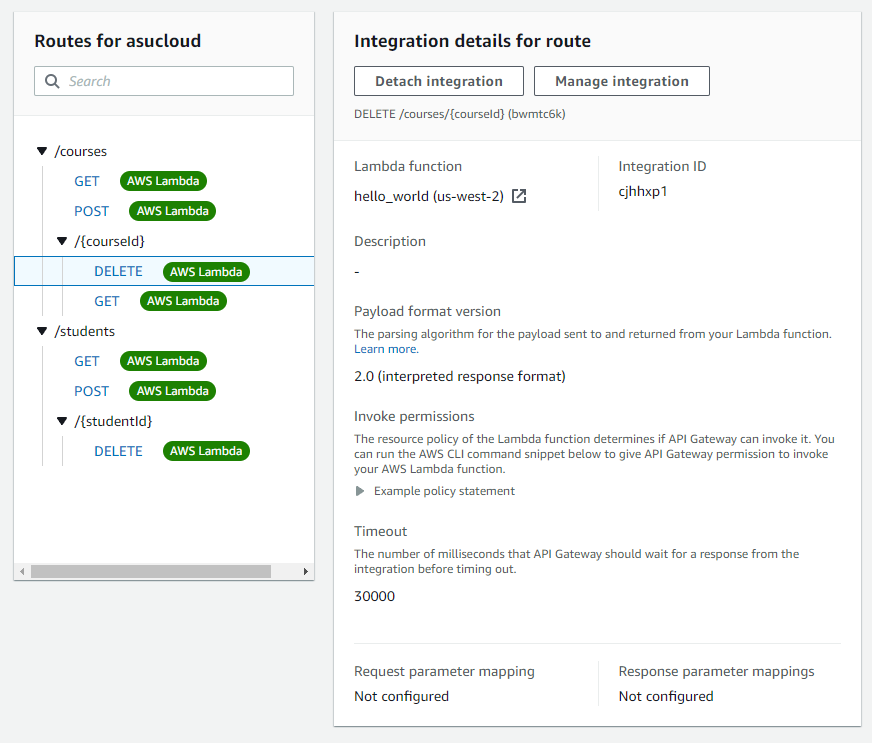 Routes for asucloud
Search
/courses
GET AWS Lambda
POST AWS Lambda
/{courseId}
DELETE AWS Lambda
GET AWS Lambda
/students
GET AWS Lambda
POST AWS Lambda
/{studentId}
DELETE AWS Lambda
Integration details for route
Detach integration Manage integration
DELETE /courses/{courseId} (bwmtc6k)
Lambda function
hello_world (us-west-2)
Integration ID
cjhhxp1
Description
-
Payload format version
The parsing algorithm for the payload sent to and returned from your Lambda function.
Learn more.
2.0 (interpreted response format)
Invoke permissions
The resource policy of the Lambda function determines if API Gateway can invoke it. You
can run the AWS CLI command snippet below to give API Gateway permission to invoke
your AWS Lambda function.
Example policy statement
Timeout
The number of milliseconds that API Gateway should wait for a response from the
integration before timing out.
30000
Request parameter mapping
Not configured
Response parameter mappings
Not configured